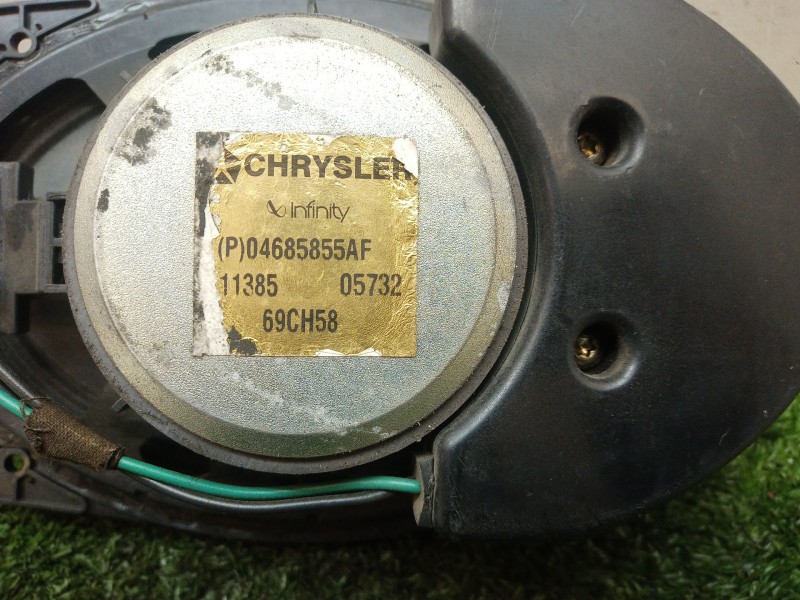 CHRYSLER
Infinity
(P)04685855AF
11385 05732
69CH58